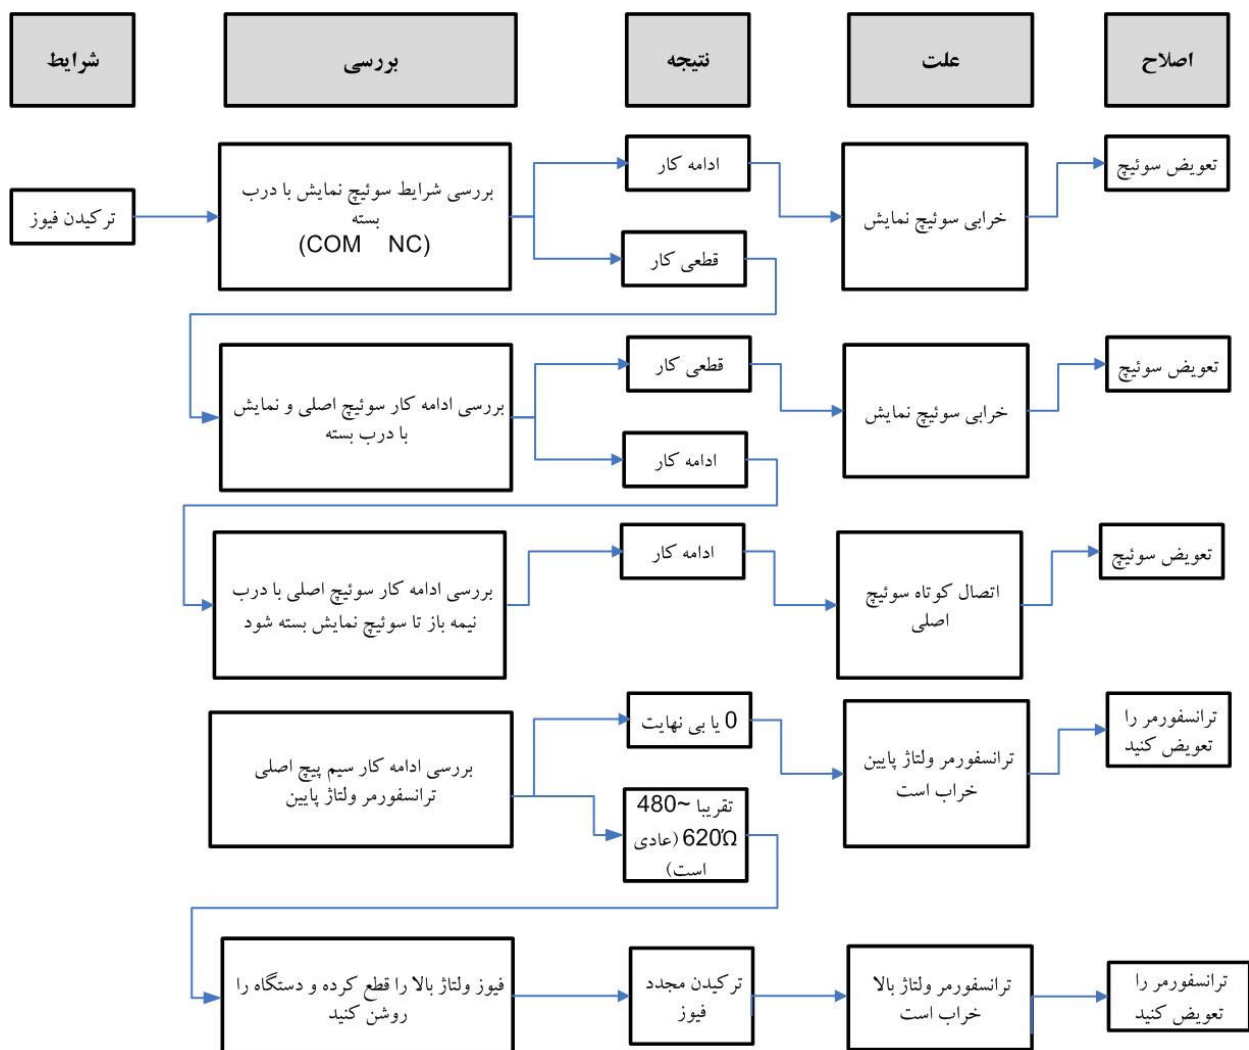 شرایط
بررسی
نتیجه
علت
اصلاح
ترکیدن فیوز
بررسی شرایط سوئیچ نمایش با درب
بسته
(COM NC)
ادامه کار
قطعی کار
خرابی سوئیچ نمایش
تعویض سوئیچ
بررسی ادامه کار سوئیچ اصلی و نمایش
با درب بسته
قطعی کار
ادامه کار
خرابی سوئیچ نمایش
تعویض سوئیچ
بررسی ادامه کار سوئیچ اصلی با درب
نیمه باز تا سوئیچ نمایش بسته شود
ادامه کار
اتصال کوتاه سوئیچ
اصلی
تعویض سوئیچ
بررسی ادامه کار سیم پیچ اصلی
ترانسفورمر ولتاژ پایین
0 یا بی نهایت
تقریبا ~480
620Ω (عادی
است)
ترانسفورمر ولتاژ پایین
خراب است
ترانسفورمر را
تعویض کنید
فیوز ولتاژ بالا را قطع کرده و دستگاه را
روشن کنید
ترکیدن مجدد
فیوز
ترانسفورمر ولتاژ بالا
خراب است
ترانسفورمر را
تعویض کنید